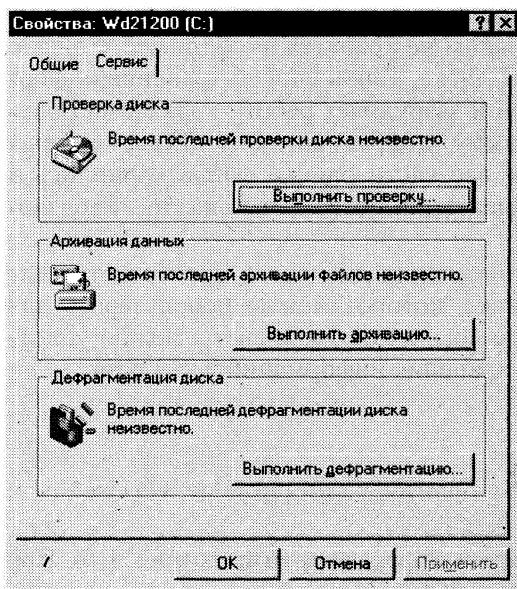 Свойства: Wd21200 (C:)
Общие Сервис
Проверка диска
Время последней проверки диска неизвестно.
Выполнить проверку...
Архивация данных
Время последней архивации файлов неизвестно.
Выполнить архивацию...
Дефрагментация диска
Время последней дефрагментации диска
неизвестно.
Выполнить дефрагментацию...
ОК Отмена Применить